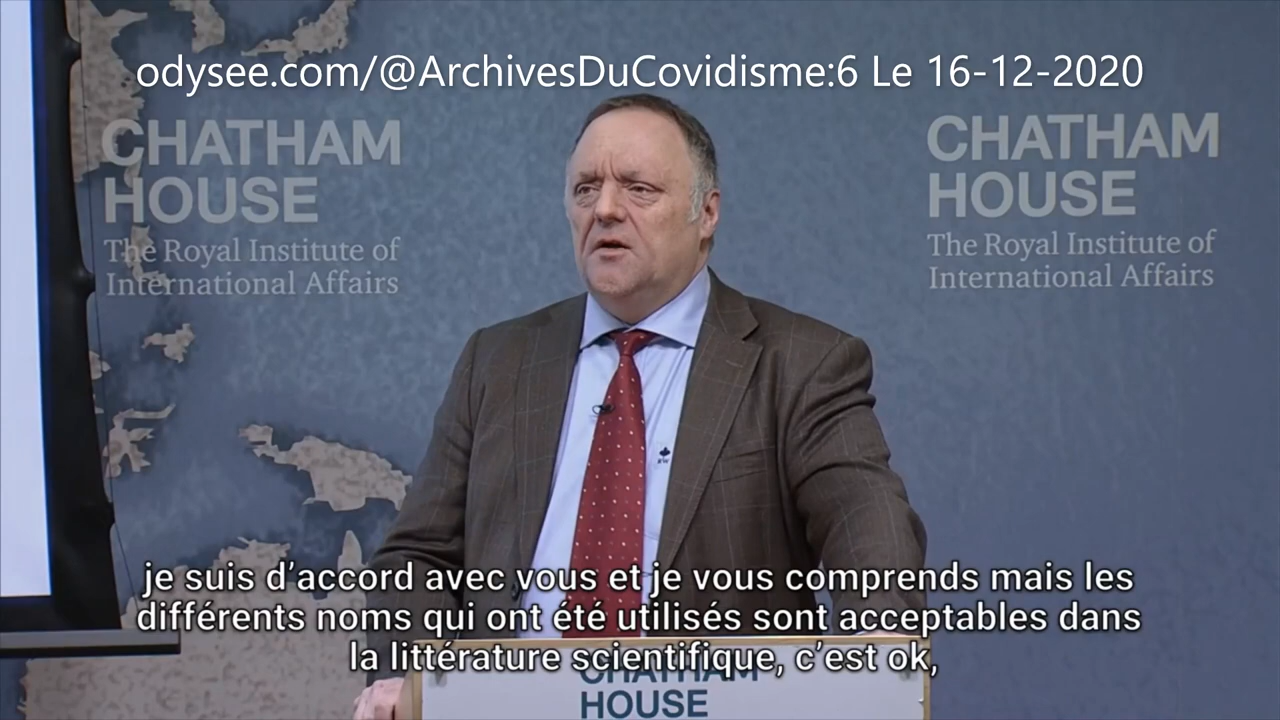 odysee.com/@ArchivesDuCovidisme:6 Le 16-12-2020
CHATHAM
HOUSE
The Royal Institute of
International Affairs
CHATHAM
HOUSE
The Royal Institute of
International Affairs
je suis d’accord avec vous et je vous comprends mais les
différents noms qui ont été utilisés sont acceptables dans
la littérature scientifique, c’est ok,
CHATHAM
HOUSE